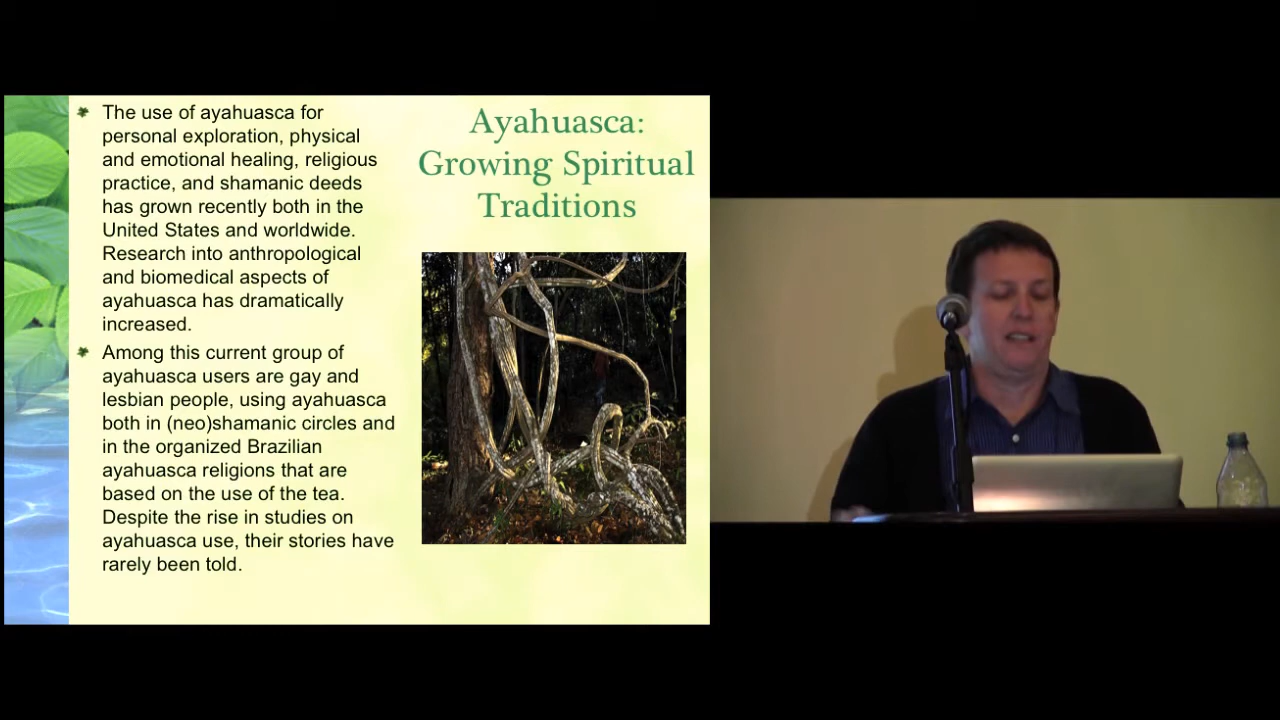 The use of ayahuasca for
personal exploration, physical
and emotional healing, religious
practice, and shamanic deeds
has grown recently both in the
United States and worldwide.
Research into anthropological
and biomedical aspects of
ayahuasca has dramatically
increased.
Among this current group of
ayahuasca users are gay and
lesbian people, using ayahuasca
both in (neo)shamanic circles and
in the organized Brazilian
ayahuasca religions that are
based on the use of the tea.
Despite the rise in studies on
ayahuasca use, their stories have
rarely been told.
Ayahuasca:
Growing Spiritual
Traditions